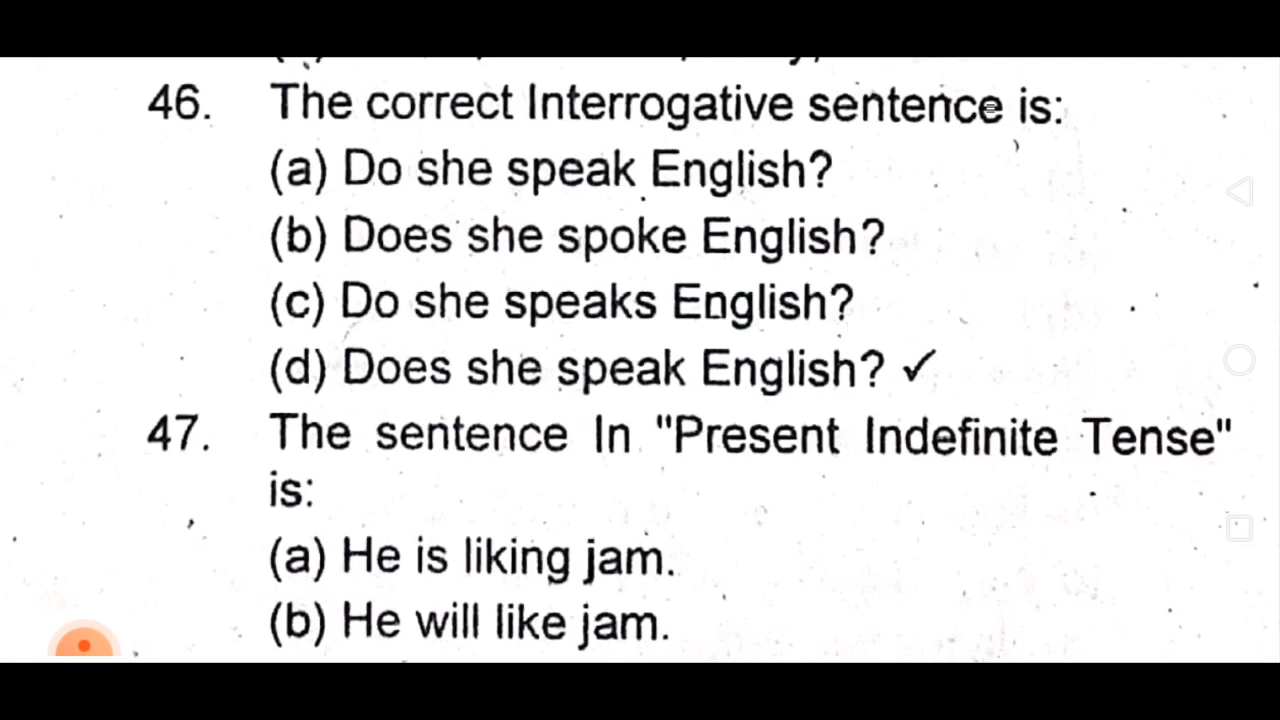 46. The correct Interrogative sentence is:
(a) Do she speak English?
(b) Does she spoke English?
(c) Do she speaks English?
(d) Does she speak English? ✓
47. The sentence In "Present Indefinite Tense"
is:
(a) He is liking jam.
(b) He will like jam.